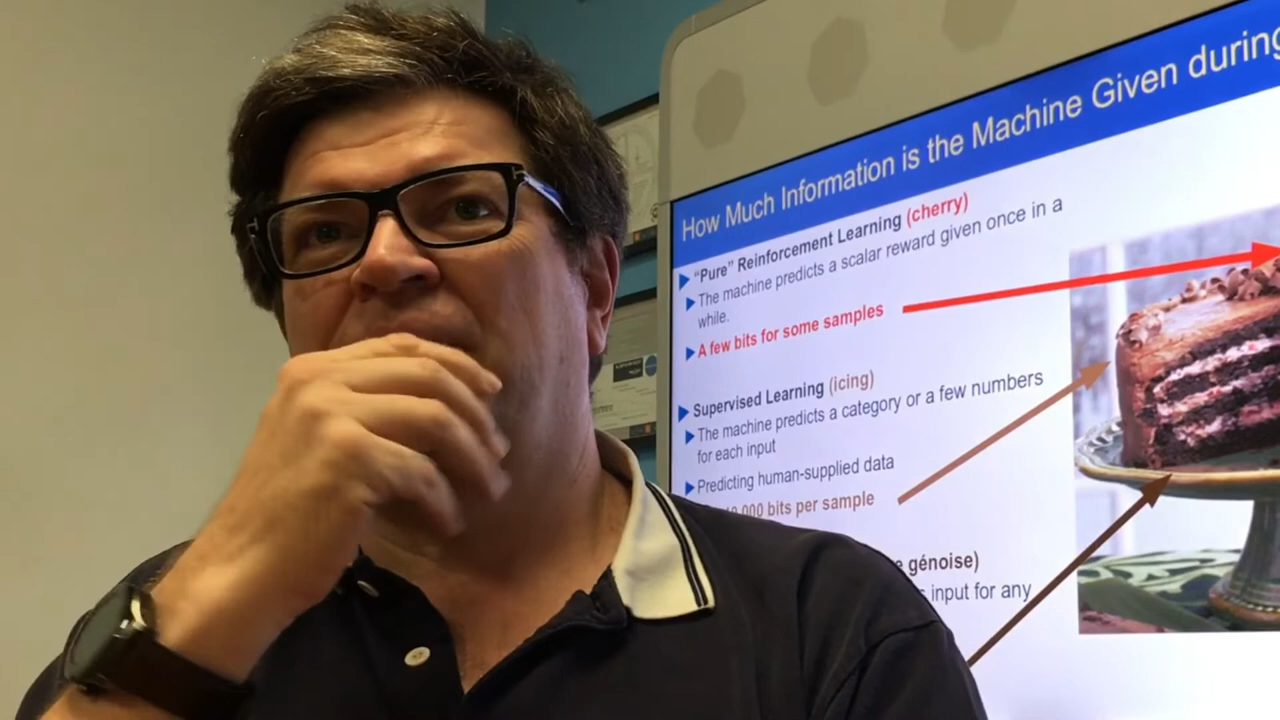 How Much Information is the Machine Given during
"Pure" Reinforcement Learning (cherry)
The machine predicts a scalar reward given once in a
while.
A few bits for some samples
Supervised Learning (icing)
The machine predicts a category or a few numbers
for each input
Predicting human-supplied data
000 bits per sample
génoise)
input for any